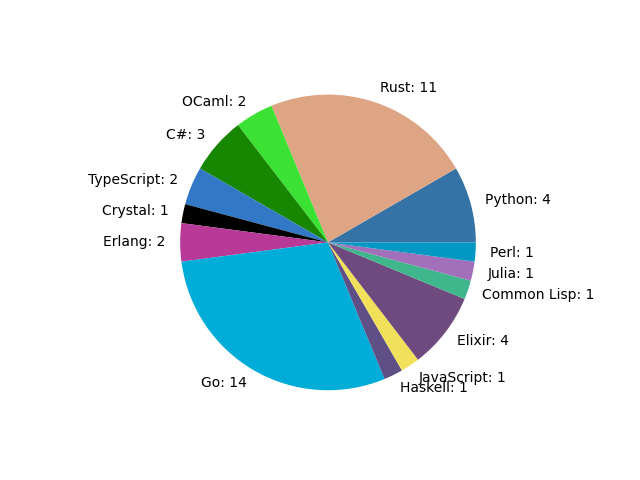 Rust: 11
OCaml: 2
C#: 3
TypeScript: 2
Python: 4
Crystal: 1
Erlang: 2
Perl: 1
Julia: 1
Common Lisp: 1
Elixir: 4
JavaScript: 1
Go: 14
Haskell: 1